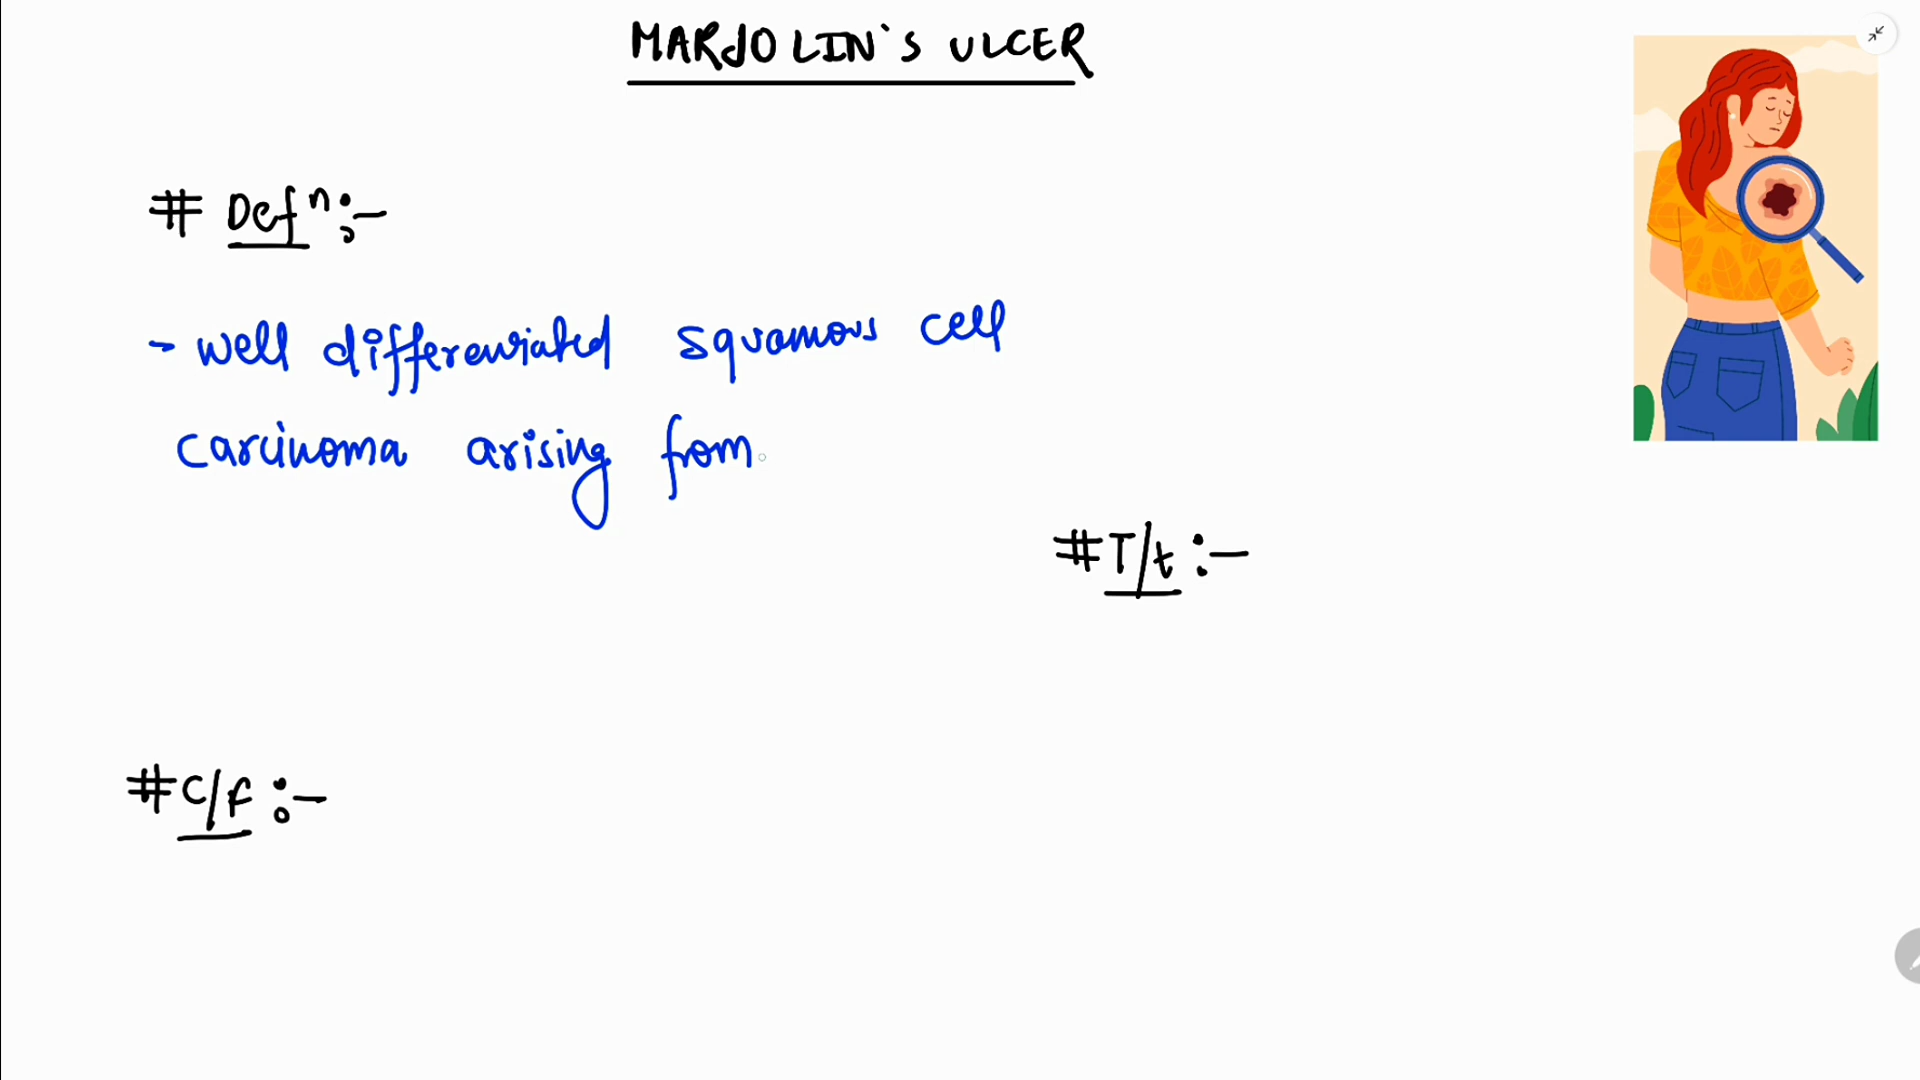 MARJOLIN'S ULCER
# Defⁿ :-
- well differentiated squamous cell
carcinoma arising from
# T/t :-
# C/f :-